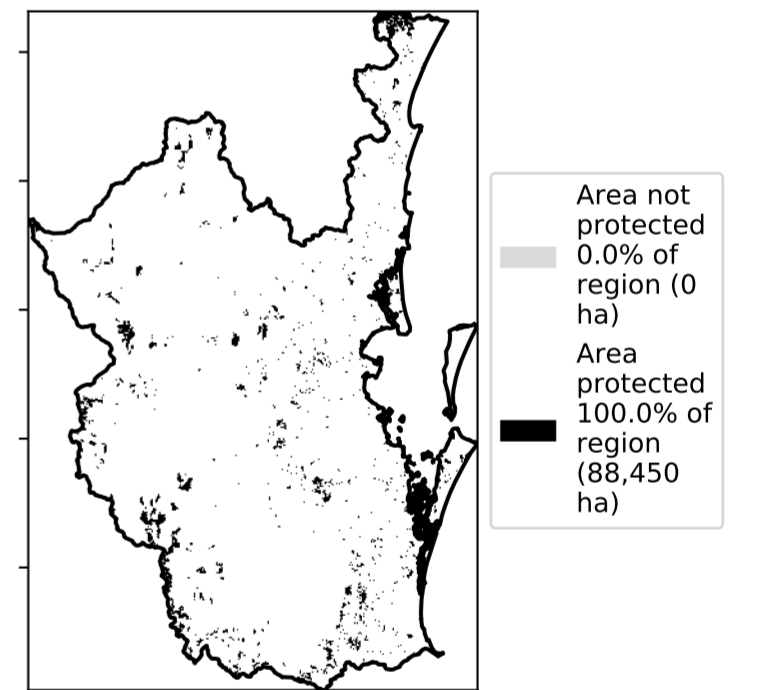 Area not
protected
0.0% of
region (0
ha)
Area
protected
100.0% of
region
(88,450
ha)